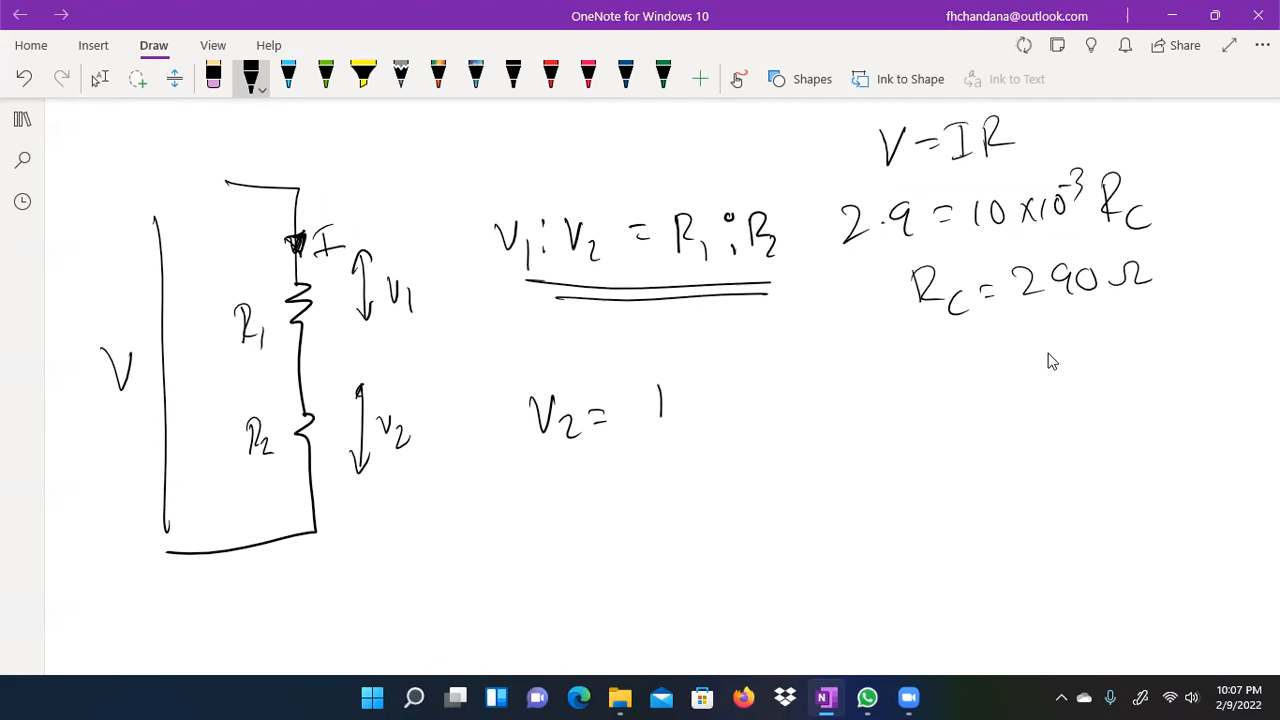 OneNote for Windows 10
fhchandana@outlook.com
Home Insert Draw View Help
Share
Shapes
Ink to Shape
Ink to Text
V = IR
2.9 = 10 x 10-3 RC
RC = 290 Ω
V1 : V2 = R1 : R2
I
V1
R1
V
R2
V2
V2 =
10:07 PM
2/9/2022